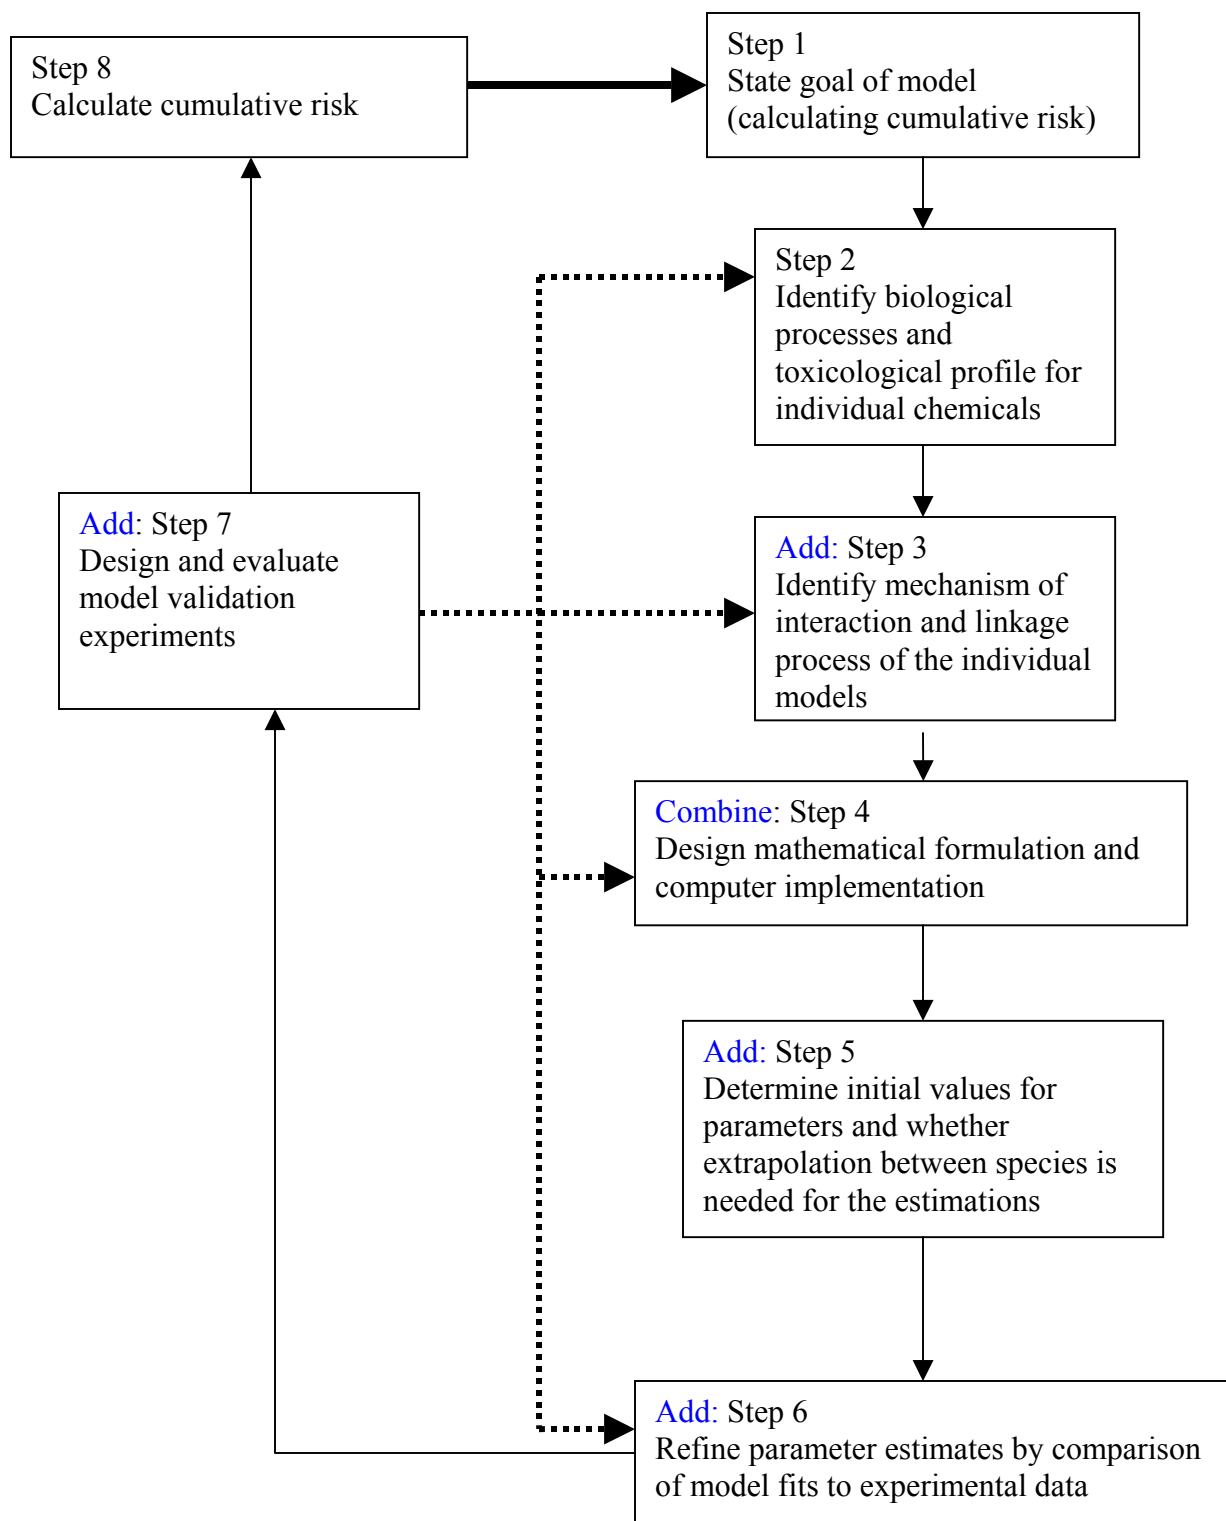 Step 8
Calculate cumulative risk
Step 1
State goal of model
(calculating cumulative risk)
Step 2
Identify biological
processes and
toxicological profile for
individual chemicals
Add: Step 3
Identify mechanism of
interaction and linkage
process of the individual
models
Combine: Step 4
Design mathematical formulation and
computer implementation
Add: Step 5
Determine initial values for
parameters and whether
extrapolation between species is
needed for the estimations
Add: Step 6
Refine parameter estimates by comparison
of model fits to experimental data
Add: Step 7
Design and evaluate
model validation
experiments